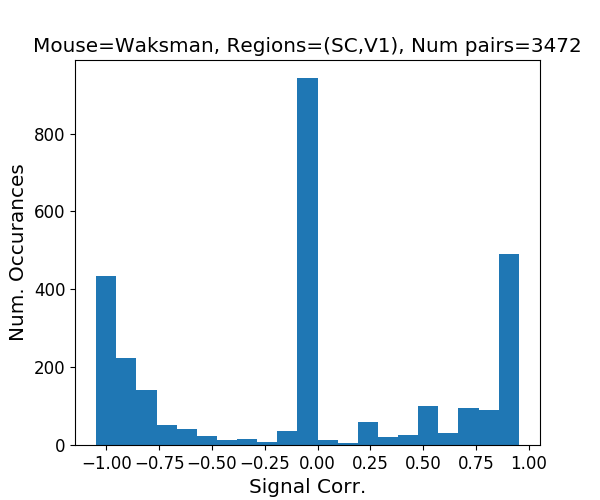 Mouse=Waksman, Regions=(SC,V1), Num pairs=3472
Num. Occurances
800
600
400
200
0
−1.00 −0.75 −0.50 −0.25 0.00 0.25 0.50 0.75 1.00
Signal Corr.